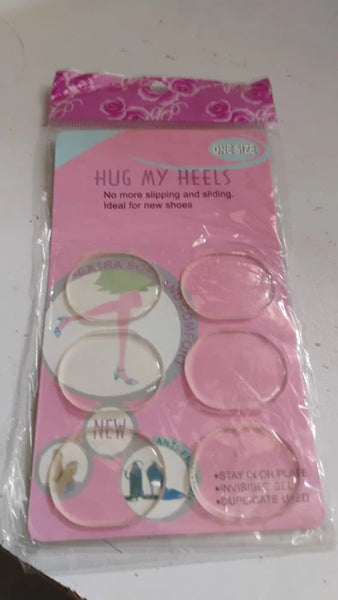 ONE SIZE!
HUG MY HEELS
No more slipping and sliding.
Ideal for new shoes
EXTRA
NEW
•STAY IN ON PLACE
•INVISIBLE GEL
•DUPLICATE USED